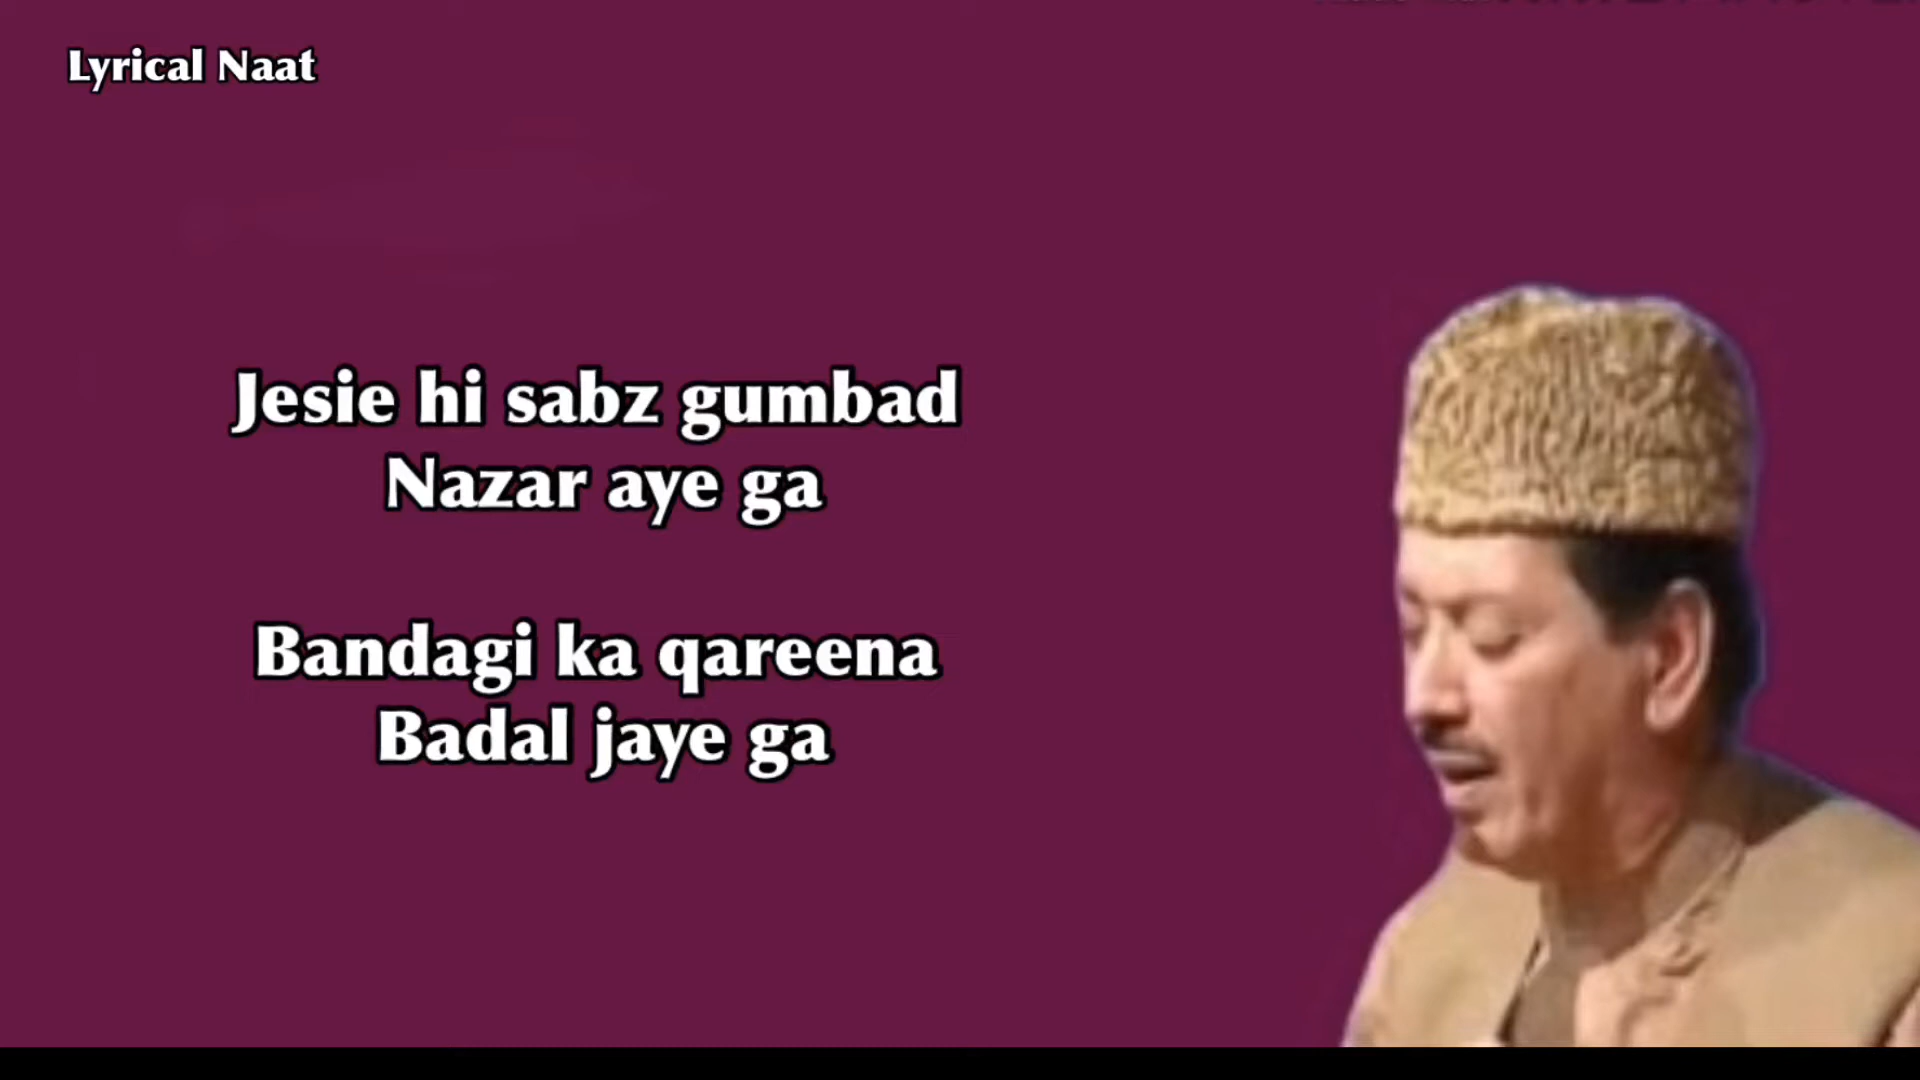 Lyrical Naat
Jesie hi sabz gumbad
Nazar aye ga
Bandagi ka qareena
Badal jaye ga